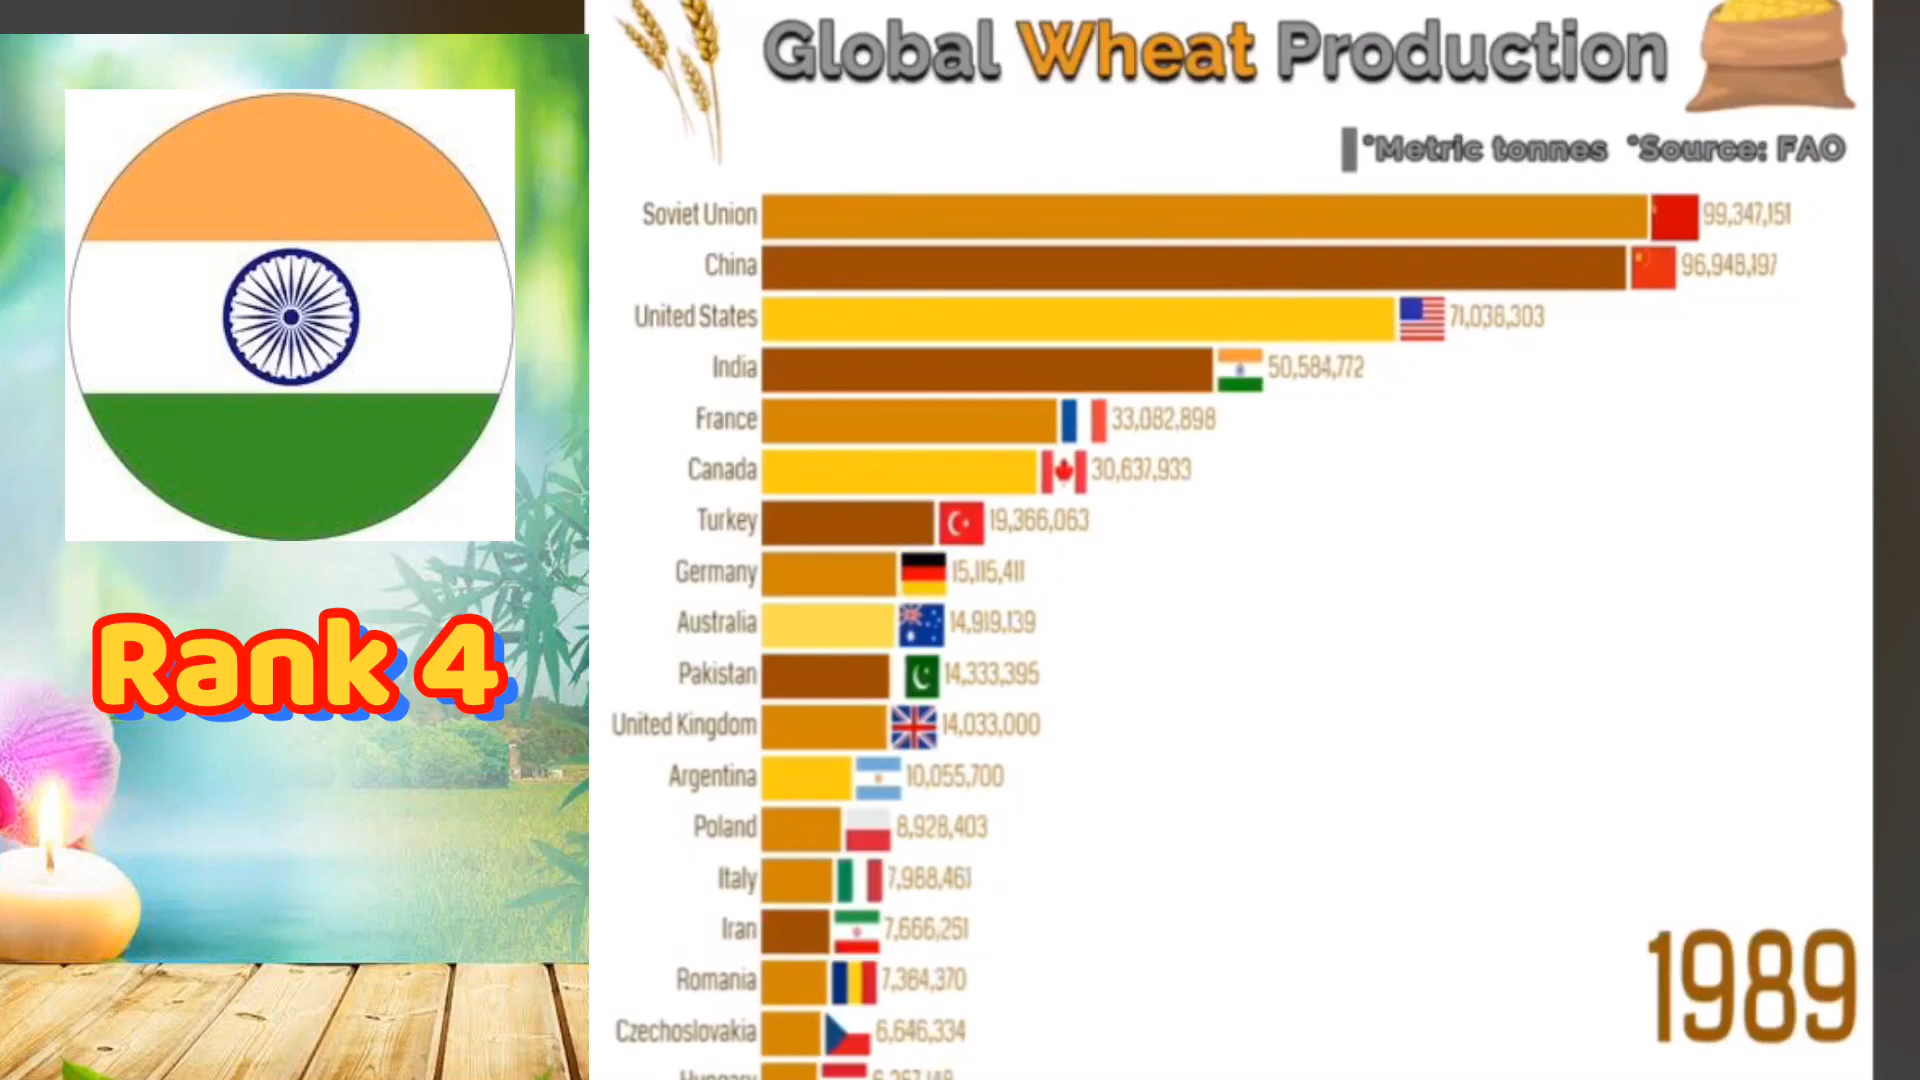 Global Wheat Production
*Metric tonnes *Source: FAO
Rank 4
Soviet Union 99,347,151
China 96,948,197
United States 71,038,303
India 50,584,772
France 33,082,898
Canada 30,637,933
Turkey 19,366,063
Germany 15,115,411
Australia 14,919,139
Pakistan 14,333,395
United Kingdom 14,033,000
Argentina 10,055,700
Poland 8,928,403
Italy 7,988,461
Iran 7,666,251
Romania 7,384,370
Czechoslovakia 6,646,334
Hungary
1989